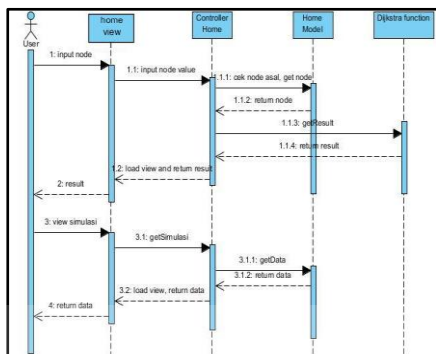 home
view
Controller
Home
Home
Model
Dijkstra function
User
1: input node
1.1: input node value
1.1.1: cek node asal, get node
1.1.2: return node
1.1.3: getResult
1.1.4: return result
1.2: load view and return result
2: result
3: view simulasi
3.1: getSimulasi
3.1.1: getData
3.1.2: return data
3.2: load view, return data
4: return data